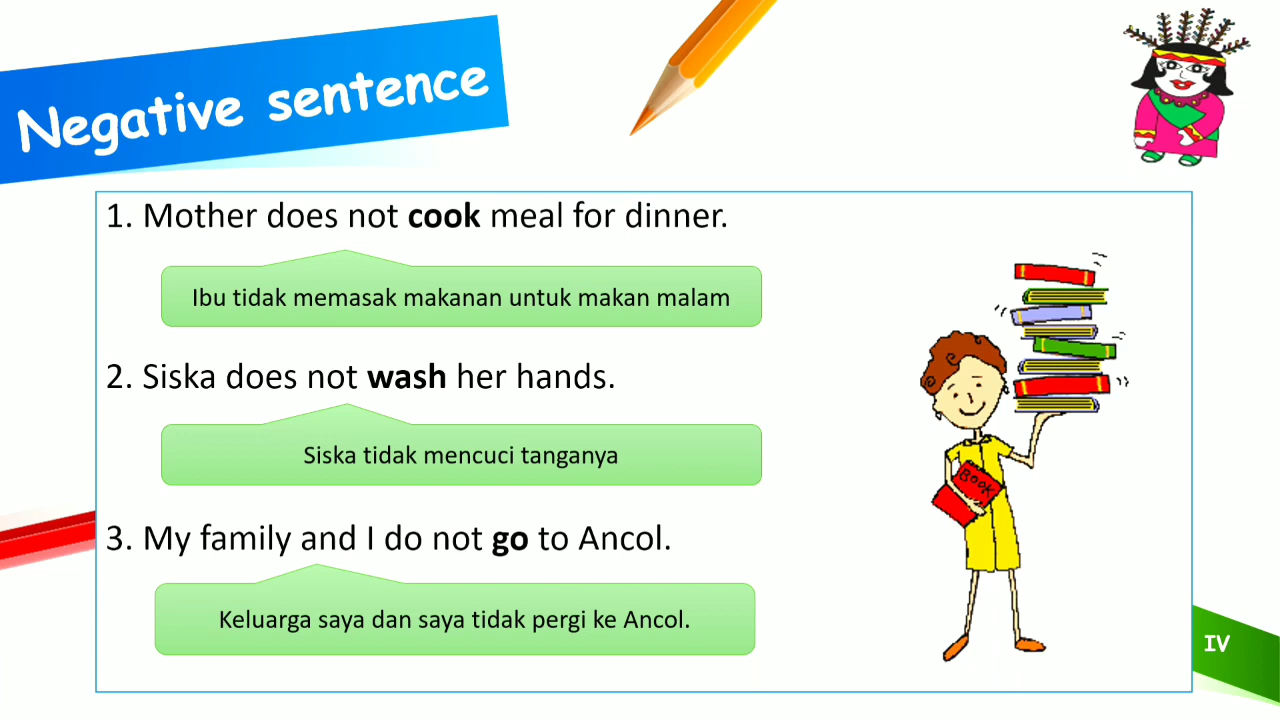 Negative sentence
1. Mother does not cook meal for dinner.
Ibu tidak memasak makanan untuk makan malam
2. Siska does not wash her hands.
Siska tidak mencuci tanganya
BOOK
3. My family and I do not go to Ancol.
Keluarga saya dan saya tidak pergi ke Ancol.
IV